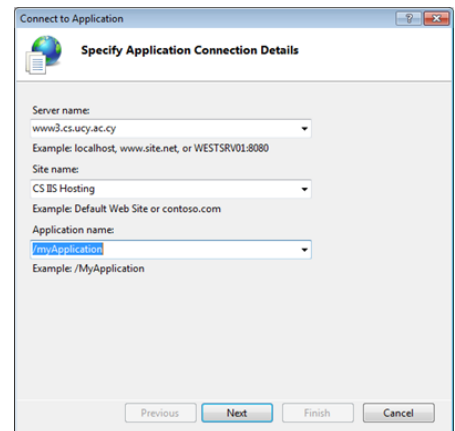 Connect to Application
Specify Application Connection Details
Server name:
www3.cs.ucy.ac.cy
Example: localhost, www.site.net, or WESTSRV01:8080
Site name:
CS IIS Hosting
Example: Default Web Site or contoso.com
Application name:
/myApplication
Example: /MyApplication
Previous Next Finish Cancel